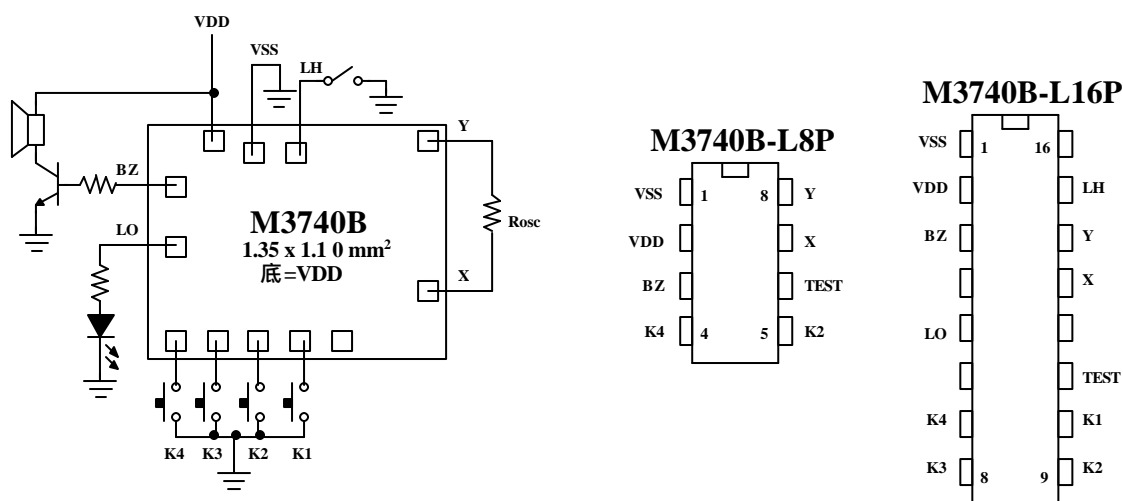 VDD
VSS
LH
BZ
LO
Y
X
Rosc
M3740B
1.35 x 1.1 0 mm²
底=VDD
K4 K3 K2 K1
M3740B-L8P
VSS 1 8 Y
VDD X
BZ TEST
K4 4 5 K2
M3740B-L16P
VSS 1 16
VDD LH
BZ Y
X
LO
TEST
K4 K1
K3 8 9 K2